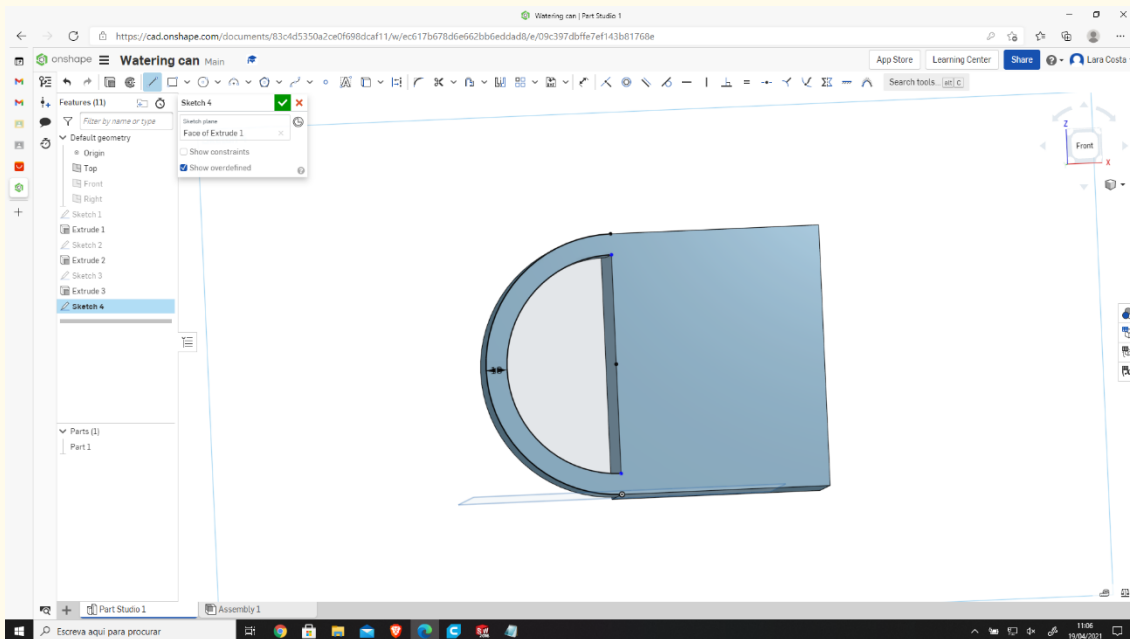 Watering can | Part Studio 1
https://cad.onshape.com/documents/83c4d5350a2ce0f698dcaf11/w/ec617b678d6e662bb6eddad8/e/09c397dbffe7ef143b81768e
onshape Watering can Main App Store Learning Center Share Lara Costa
Search tools... alt C
Features (11)
Filter by name or type
Default geometry
Origin
Top
Front
Right
Sketch 1
Extrude 1
Sketch 2
Extrude 2
Sketch 3
Extrude 3
Sketch 4
Sketch 4
Sketch plane
Face of Extrude 1
Show constraints
Show overdefined
Z
Front
X
Parts (1)
Part 1
Part Studio 1 Assembly 1
Escreva aqui para procurar
11:06
19/04/2021